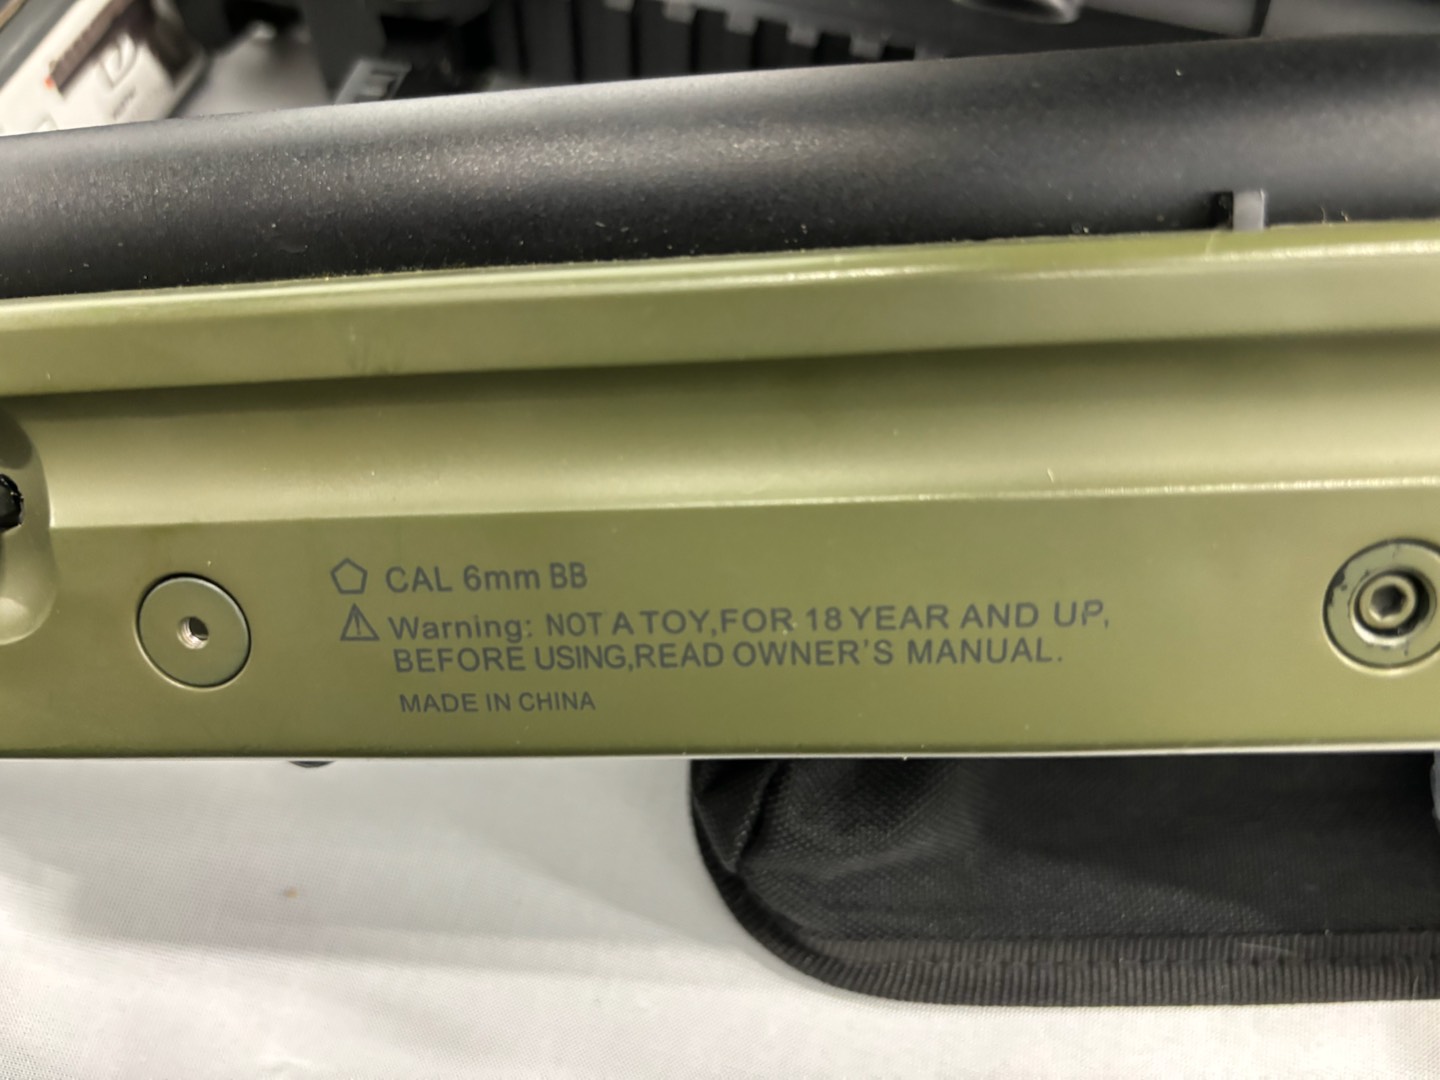 CAL 6mm BB
Warning: NOT A TOY,FOR 18 YEAR AND UP,
BEFORE USING,READ OWNER'S MANUAL.
MADE IN CHINA